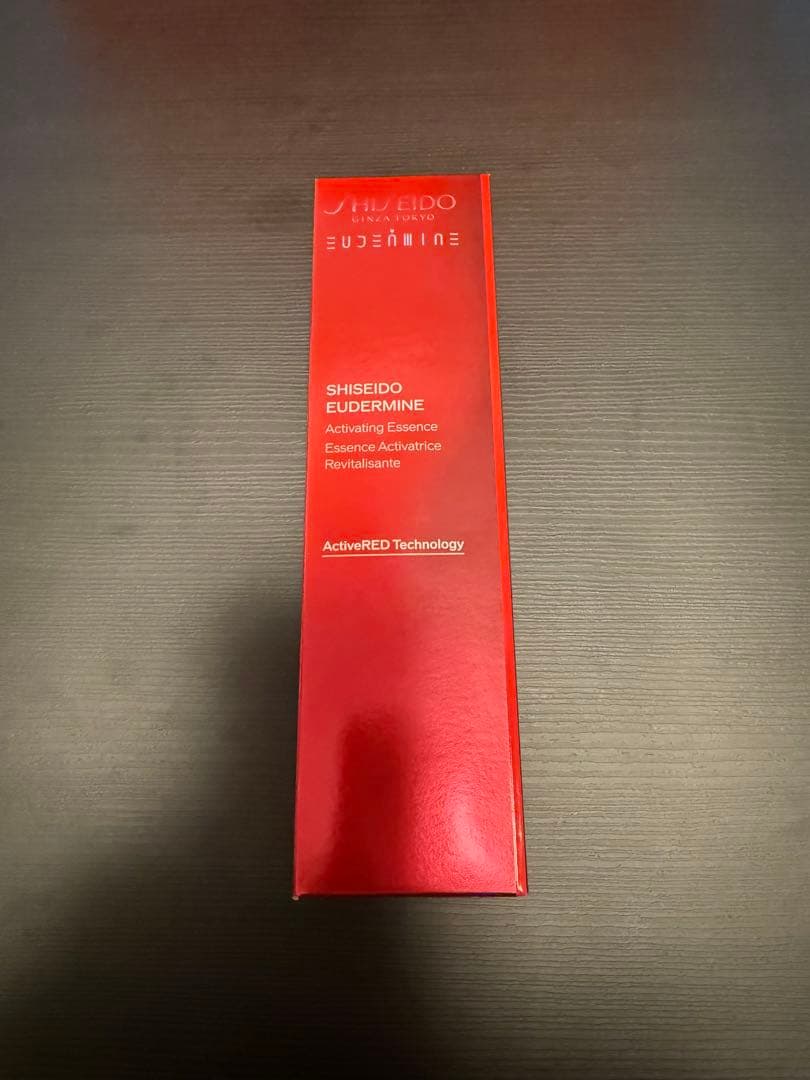 SHISEIDO
GINZA TOKYO
EUDERMINE
SHISEIDO
EUDERMINE
Activating Essence
Essence Activatrice
Revitalisante
ActiveRED Technology